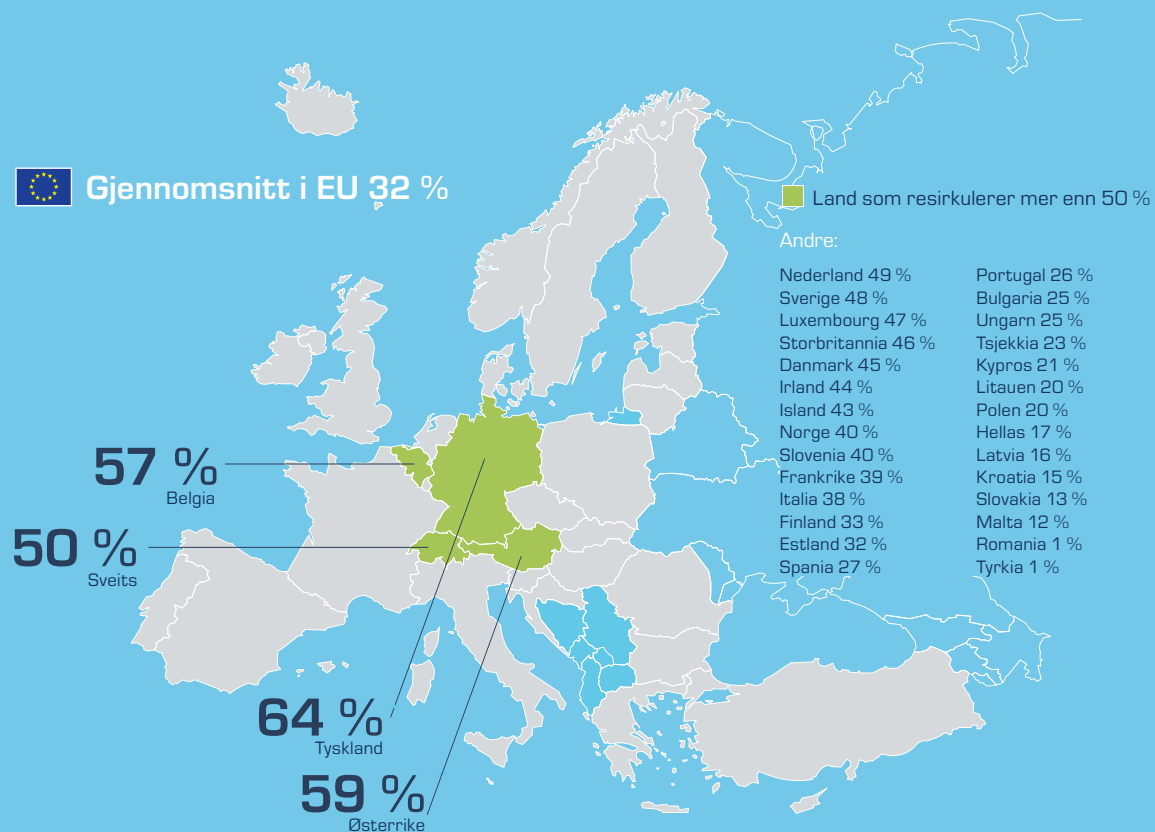 Gjennomsnitt i EU 32 %
Land som resirkulerer mer enn 50 %
Andre:
Nederland 49 %
Sverige 48 %
Luxembourg 47 %
Storbritannia 46 %
Danmark 45 %
Irland 44 %
Island 43 %
Norge 40 %
Slovenia 40 %
Frankrike 39 %
Italia 38 %
Finland 33 %
Estland 32 %
Spania 27 %
Portugal 26 %
Bulgaria 25 %
Ungarn 25 %
Tsjekkia 23 %
Kypros 21 %
Litauen 20 %
Polen 20 %
Hellas 17 %
Latvia 16 %
Kroatia 15 %
Slovakia 13 %
Malta 12 %
Romania 1 %
Tyrkia 1 %
57 %
Belgia
50 %
Sveits
64 %
Tyskland
59 %
Østerrike